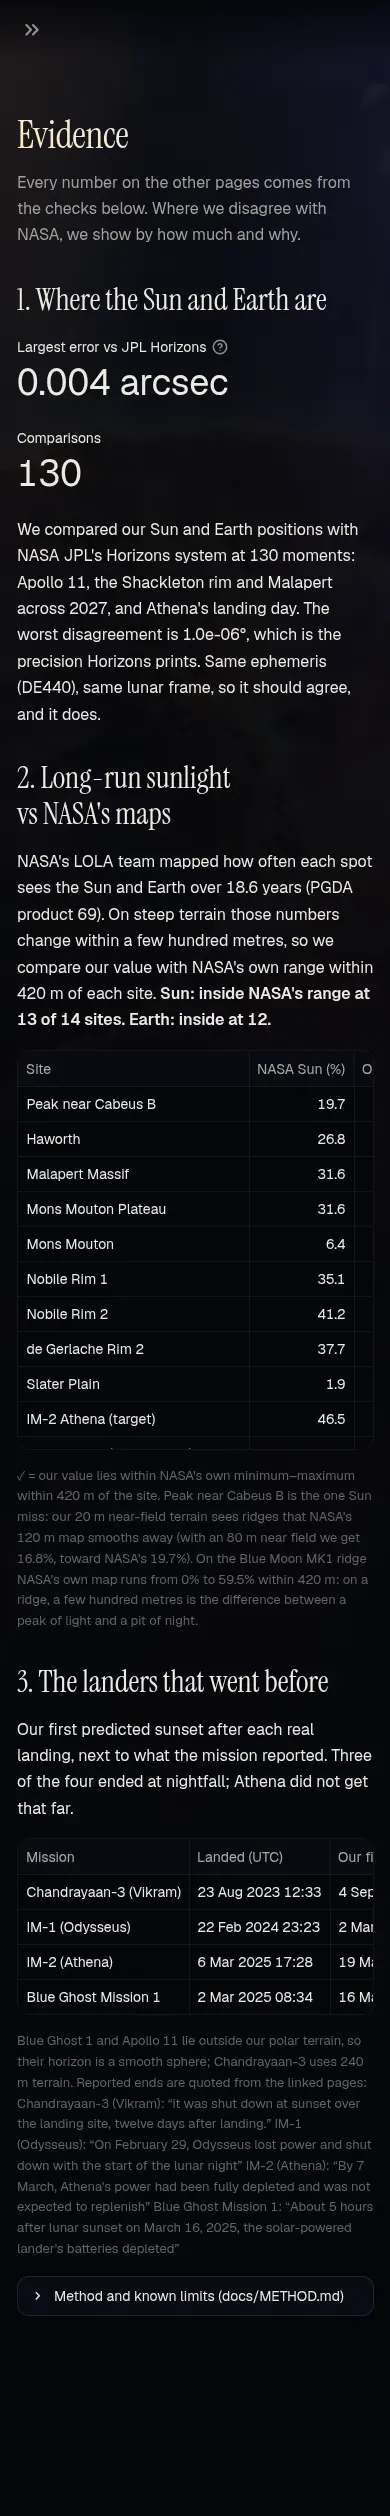 Evidence
Every number on the other pages comes from
the checks below. Where we disagree with
NASA, we show by how much and why.
1. Where the Sun and Earth are
Largest error vs JPL Horizons
0.004 arcsec
Comparisons
130
We compared our Sun and Earth positions with
NASA JPL's Horizons system at 130 moments:
Apollo 11, the Shackleton rim and Malapert
across 2027, and Athena's landing day. The
worst disagreement is 1.0e-06°, which is the
precision Horizons prints. Same ephemeris
(DE440), same lunar frame, so it should agree,
and it does.
2. Long-run sunlight
vs NASA's maps
NASA's LOLA team mapped how often each spot
sees the Sun and Earth over 18.6 years (PGDA
product 69). On steep terrain those numbers
change within a few hundred metres, so we
compare our value with NASA's own range within
420 m of each site. Sun: inside NASA's range at
13 of 14 sites. Earth: inside at 12.
Site NASA Sun (%) O
Peak near Cabeus B 19.7
Haworth 26.8
Malapert Massif 31.6
Mons Mouton Plateau 31.6
Mons Mouton 6.4
Nobile Rim 1 35.1
Nobile Rim 2 41.2
de Gerlache Rim 2 37.7
Slater Plain 1.9
IM-2 Athena (target) 46.5
✓ = our value lies within NASA's own minimum–maximum
within 420 m of the site. Peak near Cabeus B is the one Sun
miss: our 20 m near-field terrain sees ridges that NASA's
120 m map smooths away (with an 80 m near field we get
16.8%, toward NASA's 19.7%). On the Blue Moon MK1 ridge
NASA's own map runs from 0% to 59.5% within 420 m: on a
ridge, a few hundred metres is the difference between a
peak of light and a pit of night.
3. The landers that went before
Our first predicted sunset after each real
landing, next to what the mission reported. Three
of the four ended at nightfall; Athena did not get
that far.
Mission Landed (UTC) Our fi
Chandrayaan-3 (Vikram) 23 Aug 2023 12:33 4 Sep
IM-1 (Odysseus) 22 Feb 2024 23:23 2 Mar
IM-2 (Athena) 6 Mar 2025 17:28 19 Ma
Blue Ghost Mission 1 2 Mar 2025 08:34 16 Ma
Blue Ghost 1 and Apollo 11 lie outside our polar terrain, so
their horizon is a smooth sphere; Chandrayaan-3 uses 240
m terrain. Reported ends are quoted from the linked pages:
Chandrayaan-3 (Vikram): “it was shut down at sunset over
the landing site, twelve days after landing.” IM-1
(Odysseus): “On February 29, Odysseus lost power and shut
down with the start of the lunar night” IM-2 (Athena): “By 7
March, Athena's power had been fully depleted and was not
expected to replenish” Blue Ghost Mission 1: “About 5 hours
after lunar sunset on March 16, 2025, the solar-powered
lander's batteries depleted”
Method and known limits (docs/METHOD.md)